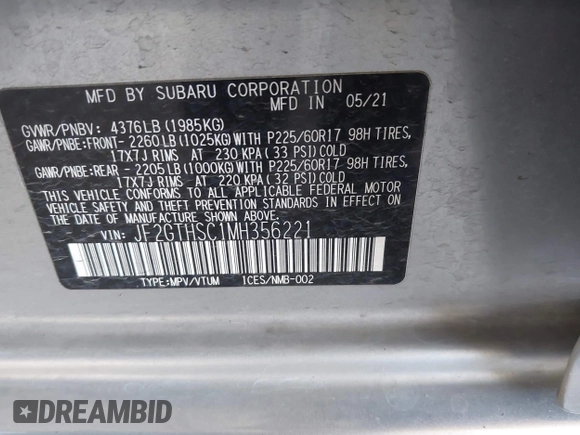 MFD BY SUBARU CORPORATION
MFD IN 05/21
GVWR/PNBV: 4376LB(1985KG)
GAWR/PNBE:FRONT- 2260LB(1025KG)WITH P225/60R17 98H TIRES,
17X7J RIMS AT 230 KPA(33 PSI)COLD
GAWR/PNBE:REAR - 2205LB(1000KG)WITH P225/60R17 98H TIRES,
17X7J RIMS AT 220 KPA(32 PSI)COLD
THIS VEHICLE CONFORMS TO ALL APPLICABLE FEDERAL MOTOR
VEHICLE SAFETY AND THEFT PREVENTION STANDARDS IN EFFECT ON
THE DATE OF MANUFACTURE SHOWN ABOVE.
VIN: JF2GTHSC1MH356221
TYPE:MPV/VTUM ICES/NMB-002
DREAMBID